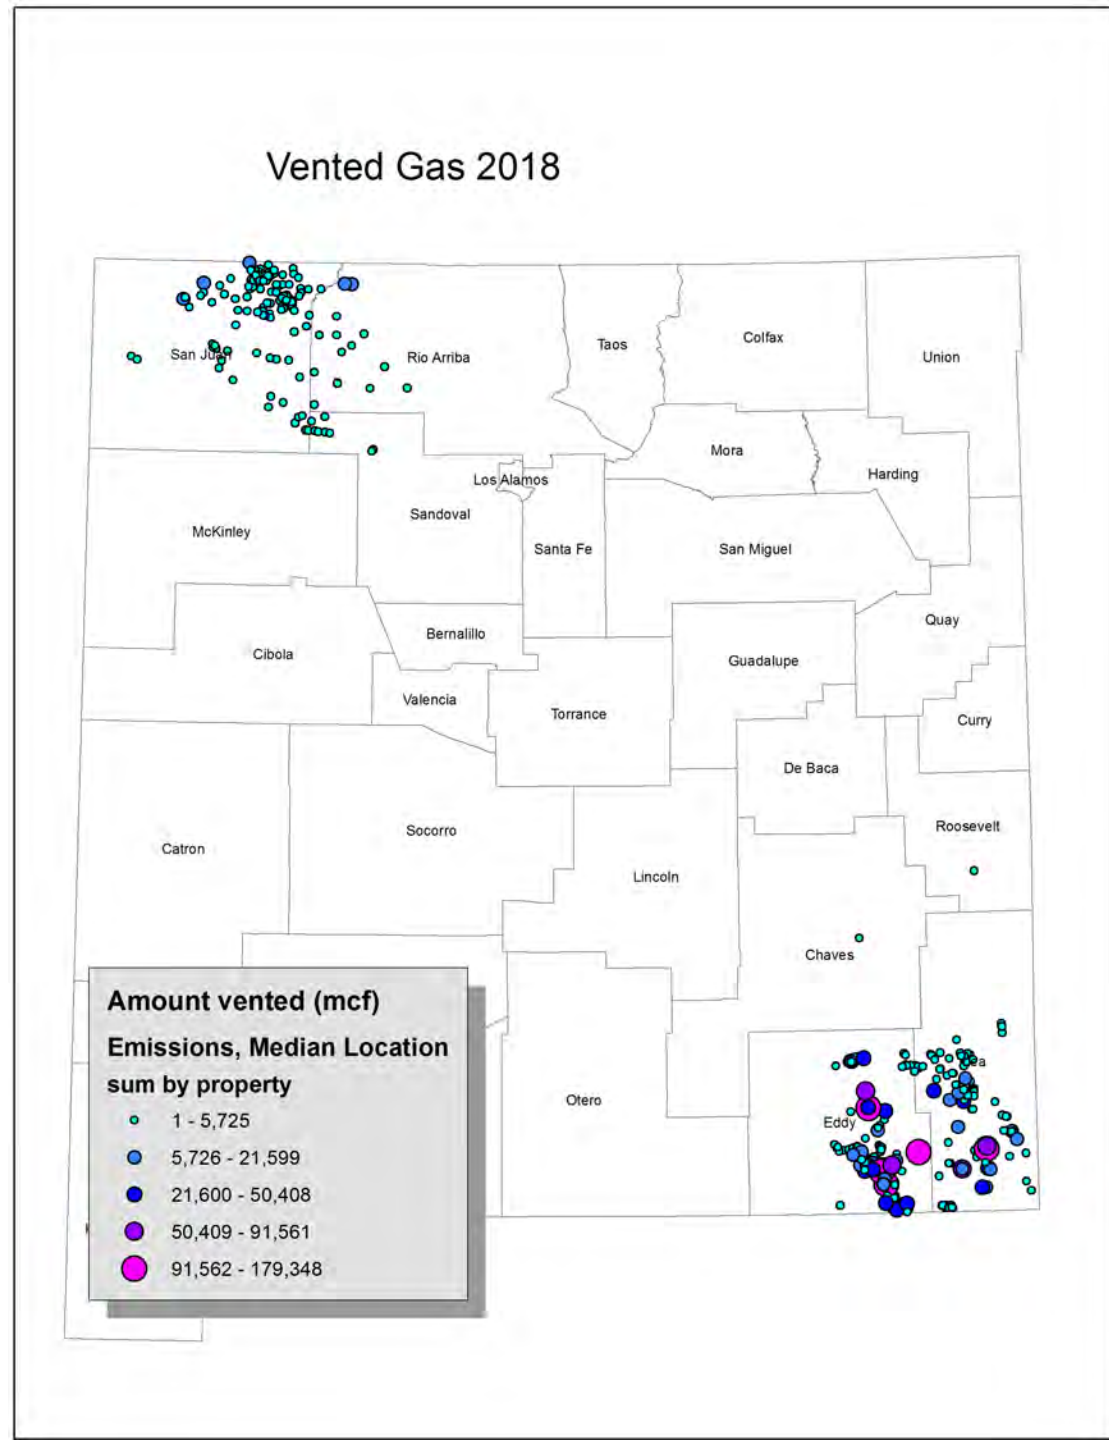 Vented Gas 2018
Taos
Colfax
Union
San Juan
Rio Arriba
Mora
Harding
Los Alamos
Sandoval
McKinley
Santa Fe
San Miguel
Quay
Bernalillo
Cibola
Guadalupe
Valencia
Torrance
Curry
De Baca
Roosevelt
Socorro
Catron
Lincoln
Chaves
Otero
Eddy
Amount vented (mcf)
Emissions, Median Location
sum by property
1 - 5,725
5,726 - 21,599
21,600 - 50,408
50,409 - 91,561
91,562 - 179,348